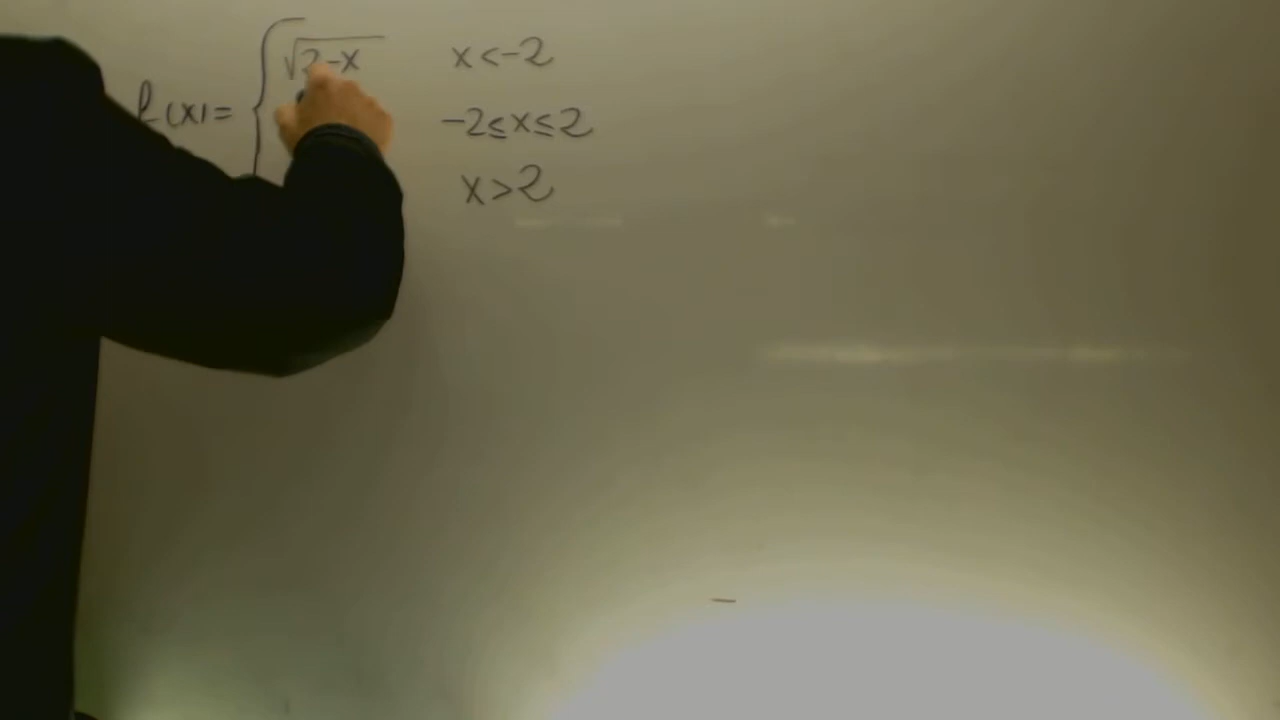 f(x)= { √2-x x<-2
-2≤x≤2
x>2